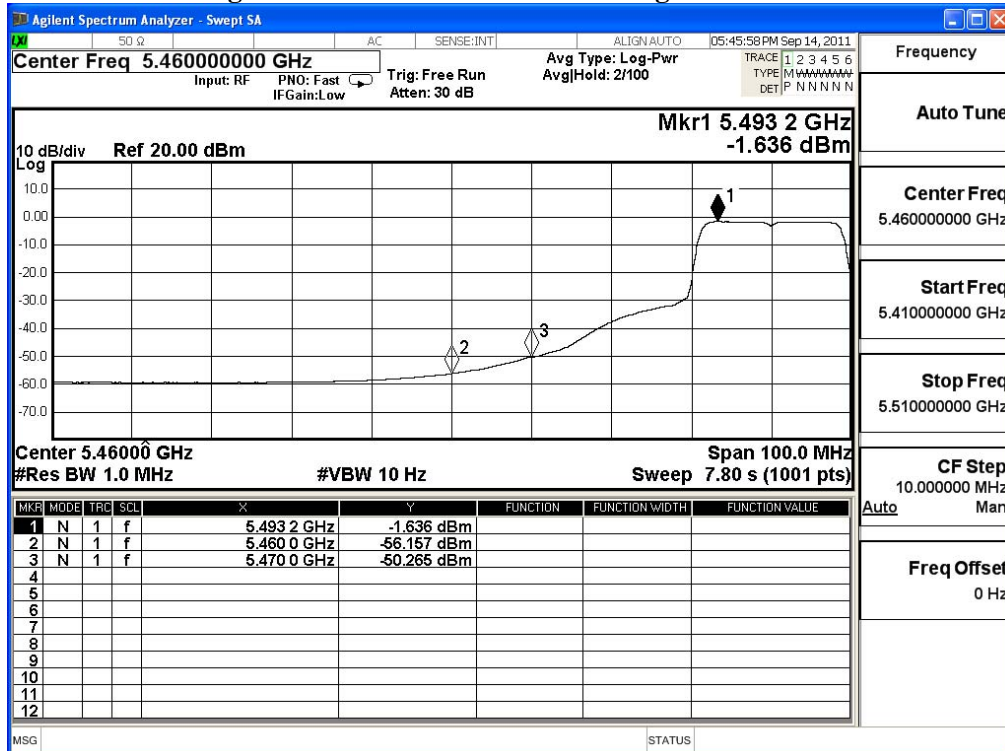 Agilent Spectrum Analyzer - Swept SA
LXI 50 Ω AC SENSE:INT ALIGN AUTO 05:45:58 PM Sep 14, 2011
Center Freq 5.460000000 GHz
Input: RF PNO: Fast IFGain:Low
Trig: Free Run
Atten: 30 dB
Avg Type: Log-Pwr
Avg|Hold: 2/100
TRACE 1 2 3 4 5 6
TYPE M W W W W W
DET P N N N N N
Mkr1 5.493 2 GHz
-1.636 dBm
10 dB/div Ref 20.00 dBm
Log
10.0
0.00
-10.0
-20.0
-30.0
-40.0
-50.0
-60.0
-70.0
1
2
3
Center 5.46000 GHz
Span 100.0 MHz
#Res BW 1.0 MHz #VBW 10 Hz Sweep 7.80 s (1001 pts)
MKR MODE TRC SCL X Y FUNCTION FUNCTION WIDTH FUNCTION VALUE
1 N 1 f 5.493 2 GHz -1.636 dBm
2 N 1 f 5.460 0 GHz -56.157 dBm
3 N 1 f 5.470 0 GHz -50.265 dBm
4
5
6
7
8
9
10
11
12
MSG STATUS
Frequency
Auto Tune
Center Freq
5.460000000 GHz
Start Freq
5.410000000 GHz
Stop Freq
5.510000000 GHz
CF Step
10.000000 MHz
Auto Man
Freq Offset
0 Hz